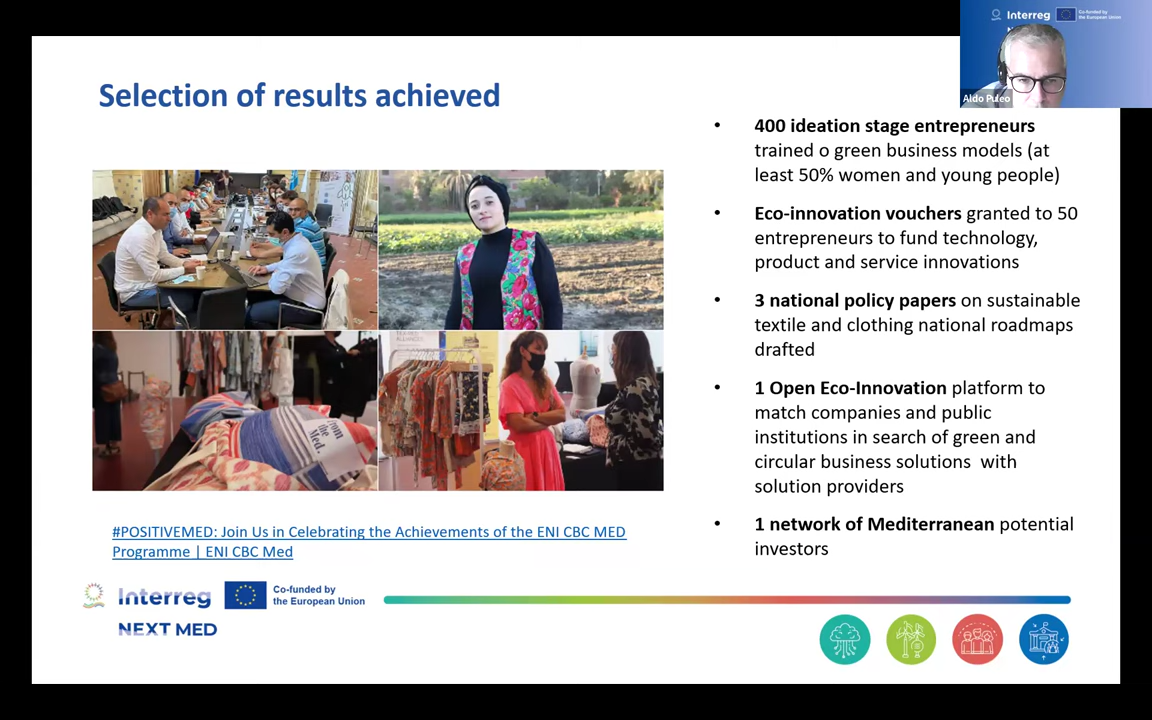 Interreg
Co-funded by
the European Union
Aldo Puleo
Selection of results achieved
• 400 ideation stage entrepreneurs
trained o green business models (at
least 50% women and young people)
• Eco-innovation vouchers granted to 50
entrepreneurs to fund technology,
product and service innovations
• 3 national policy papers on sustainable
textile and clothing national roadmaps
drafted
• 1 Open Eco-Innovation platform to
match companies and public
institutions in search of green and
circular business solutions with
solution providers
• 1 network of Mediterranean potential
investors
from
the
Med.
#POSITIVEMED: Join Us in Celebrating the Achievements of the ENI CBC MED
Programme | ENI CBC Med
Interreg
Co-funded by
the European Union
NEXT MED